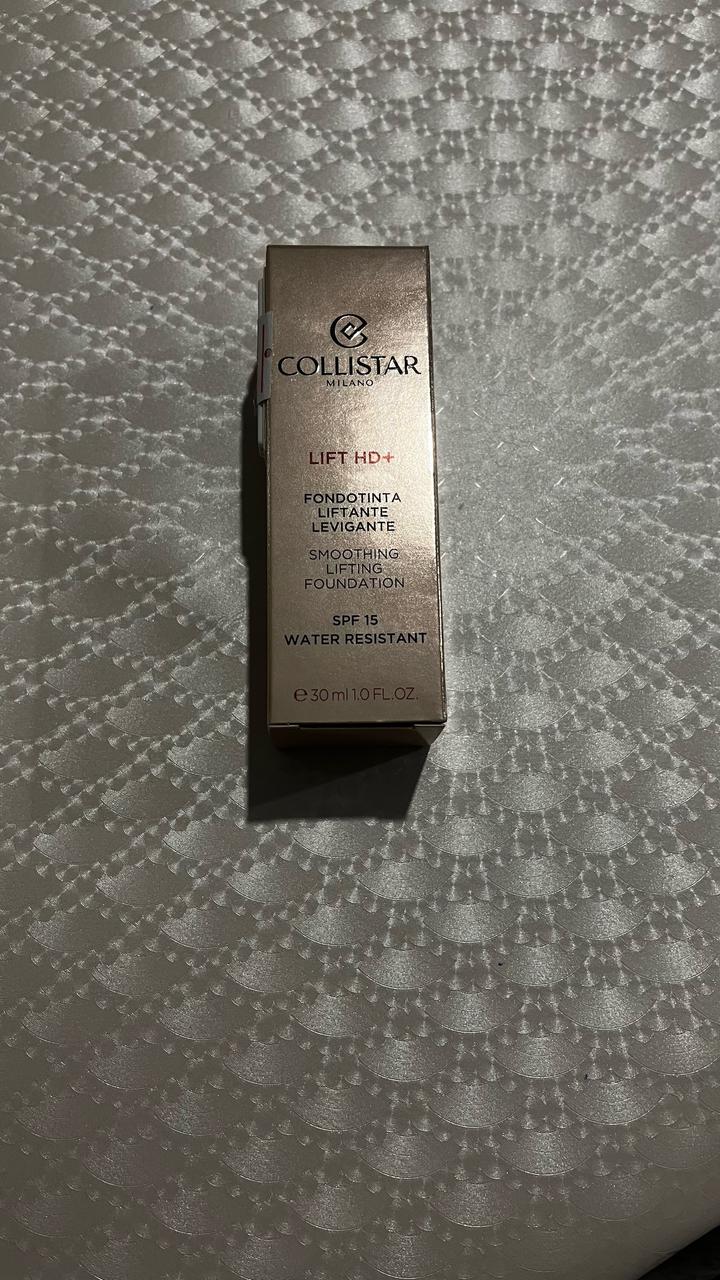 COLLISTAR
MILANO
LIFT HD+
FONDOTINTA
LIFTANTE
LEVIGANTE
SMOOTHING
LIFTING
FOUNDATION
SPF 15
WATER RESISTANT
℮ 30 ml 1.0 FL.OZ.